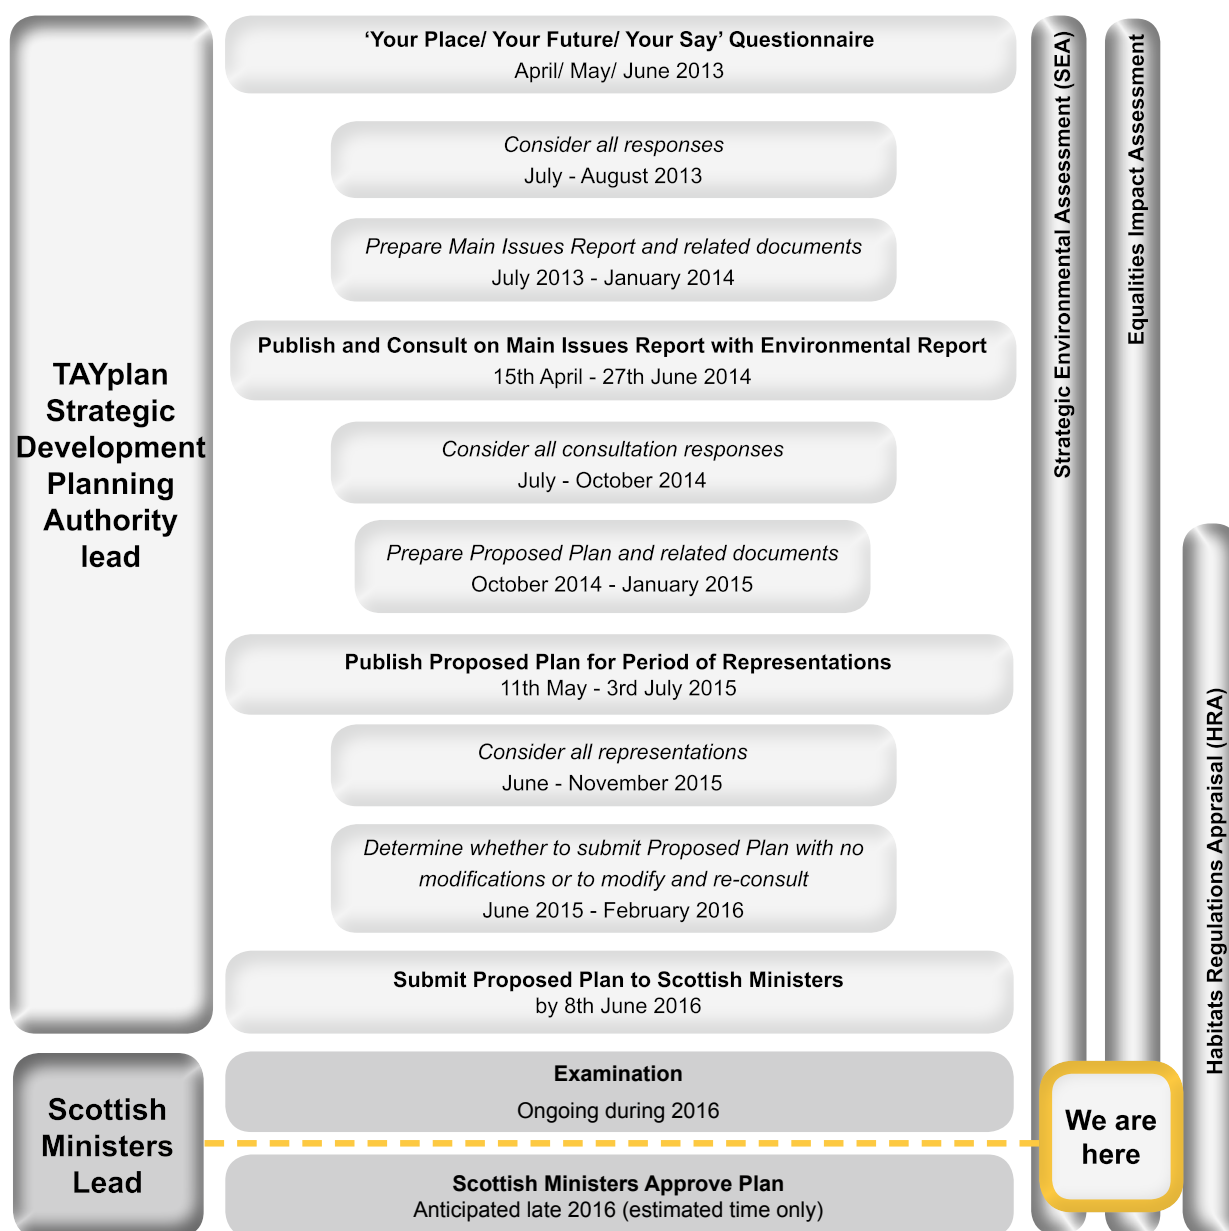 TAYplan
Strategic
Development
Planning
Authority
lead
‘Your Place/ Your Future/ Your Say’ Questionnaire
April/ May/ June 2013
Consider all responses
July - August 2013
Prepare Main Issues Report and related documents
July 2013 - January 2014
Publish and Consult on Main Issues Report with Environmental Report
15th April - 27th June 2014
Consider all consultation responses
July - October 2014
Prepare Proposed Plan and related documents
October 2014 - January 2015
Publish Proposed Plan for Period of Representations
11th May - 3rd July 2015
Consider all representations
June - November 2015
Determine whether to submit Proposed Plan with no
modifications or to modify and re-consult
June 2015 - February 2016
Submit Proposed Plan to Scottish Ministers
by 8th June 2016
Scottish
Ministers
Lead
Examination
Ongoing during 2016
Scottish Ministers Approve Plan
Anticipated late 2016 (estimated time only)
Strategic Environmental Assessment (SEA)
Equalities Impact Assessment
Habitats Regulations Appraisal (HRA)
We are
here